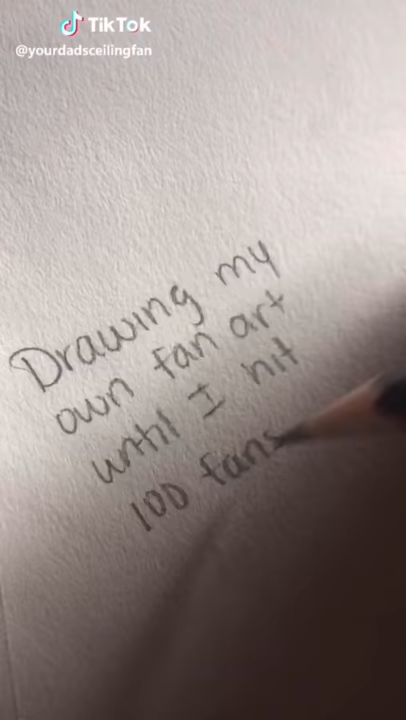 TikTok
@yourdadsceilingfan
Drawing my
own fan art
until I hit
100 fans